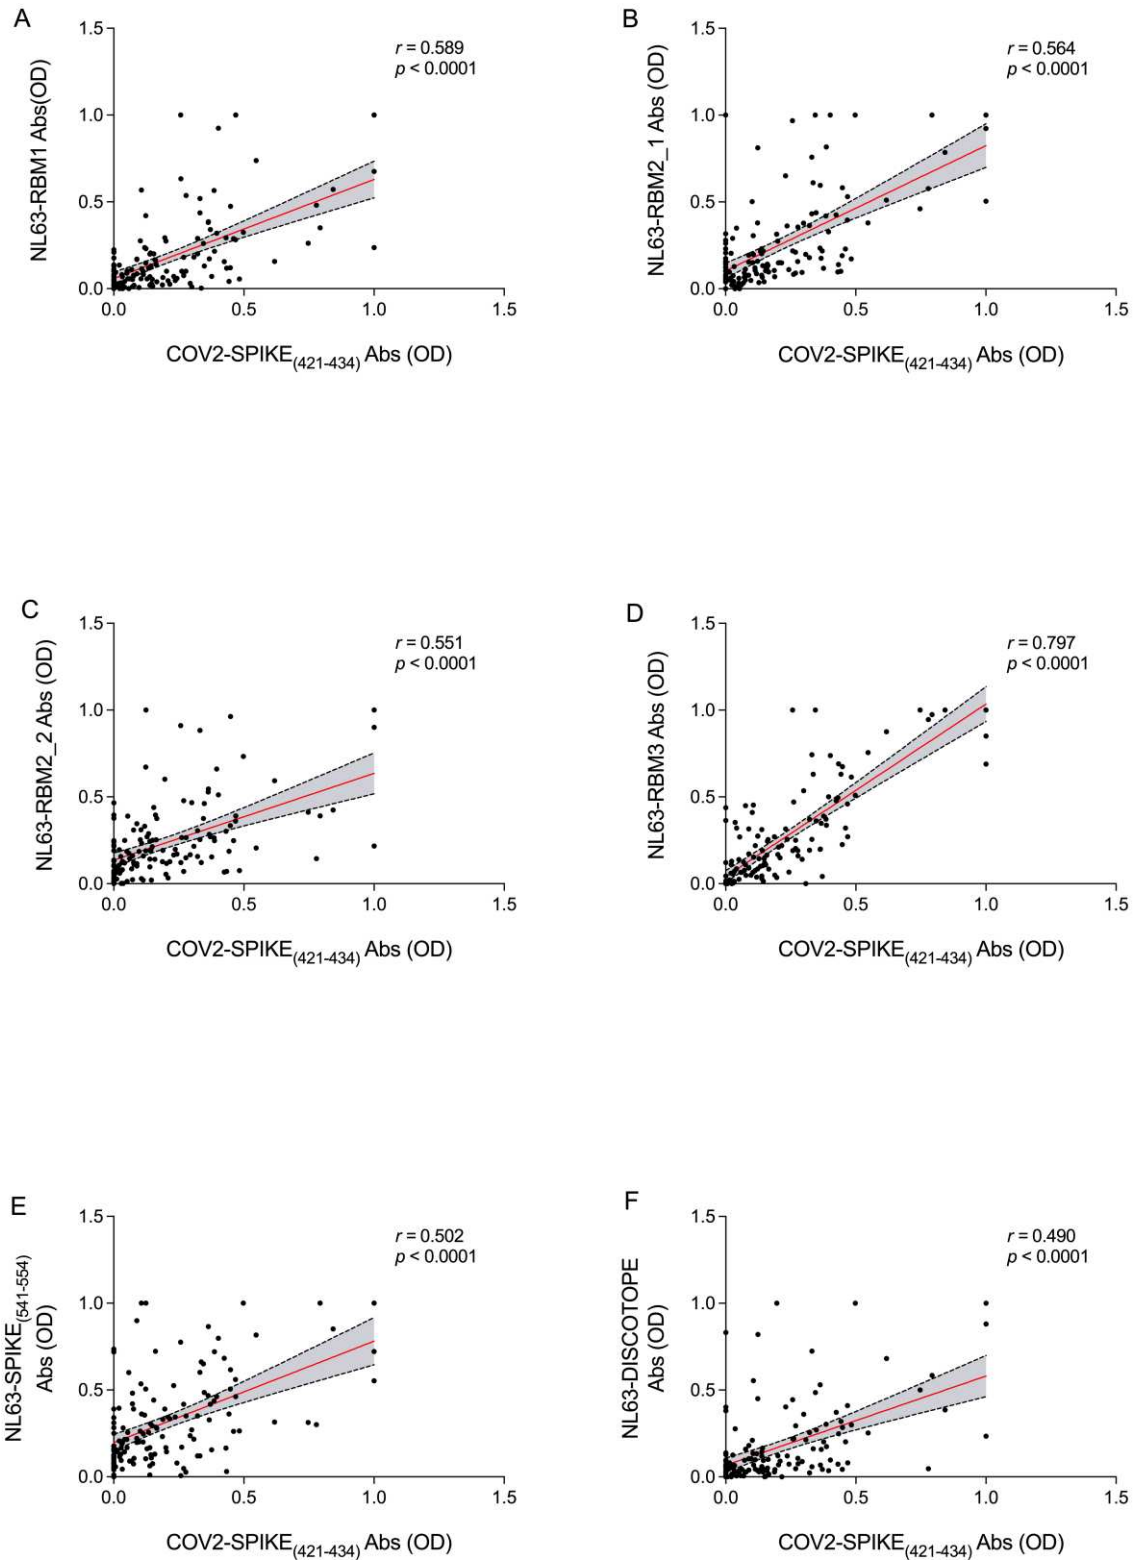 A
NL63-RBM1 Abs(OD)
1.5
1.0
0.5
0.0
r = 0.589
p < 0.0001
0.0 0.5 1.0 1.5
COV2-SPIKE(421-434) Abs (OD)
B
NL63-RBM2_1 Abs (OD)
1.5
1.0
0.5
0.0
r = 0.564
p < 0.0001
0.0 0.5 1.0 1.5
COV2-SPIKE(421-434) Abs (OD)
C
NL63-RBM2_2 Abs (OD)
1.5
1.0
0.5
0.0
r = 0.551
p < 0.0001
0.0 0.5 1.0 1.5
COV2-SPIKE(421-434) Abs (OD)
D
NL63-RBM3 Abs (OD)
1.5
1.0
0.5
0.0
r = 0.797
p < 0.0001
0.0 0.5 1.0 1.5
COV2-SPIKE(421-434) Abs (OD)
E
NL63-SPIKE(541-554)
Abs (OD)
1.5
1.0
0.5
0.0
r = 0.502
p < 0.0001
0.0 0.5 1.0 1.5
COV2-SPIKE(421-434) Abs (OD)
F
NL63-DISCOTOPE
Abs (OD)
1.5
1.0
0.5
0.0
r = 0.490
p < 0.0001
0.0 0.5 1.0 1.5
COV2-SPIKE(421-434) Abs (OD)